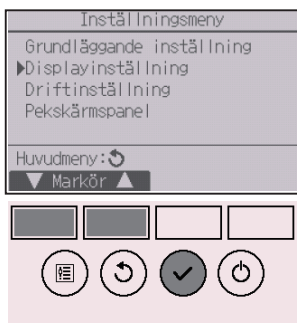 Inställningsmeny
Grundläggande inställning
▶Displayinställning
Driftinställning
Pekskärmspanel
Huvudmeny:
▼ Markör ▲